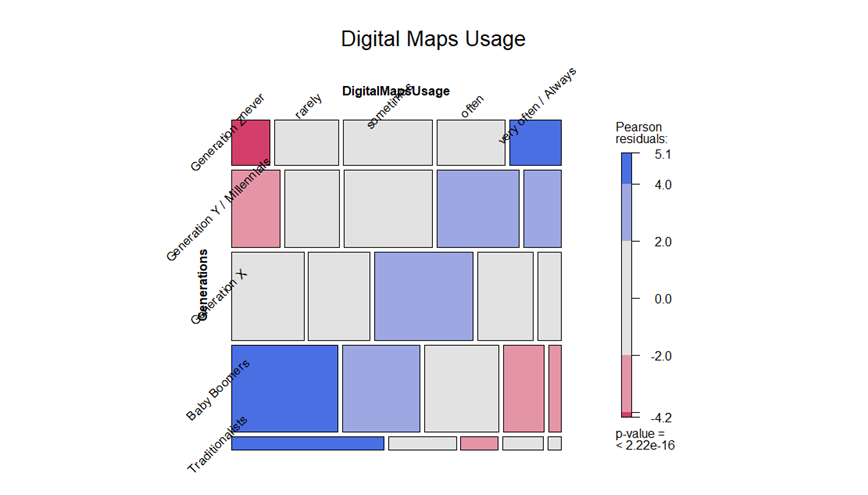 Digital Maps Usage
DigitalMapsUsage
never
rarely
sometimes
often
very often / Always
Generations
Generation Z
Generation Y / Millennials
Generation X
Baby Boomers
Traditionalists
Pearson
residuals:
5.1
4.0
2.0
0.0
-2.0
-4.2
p-value =
< 2.22e-16